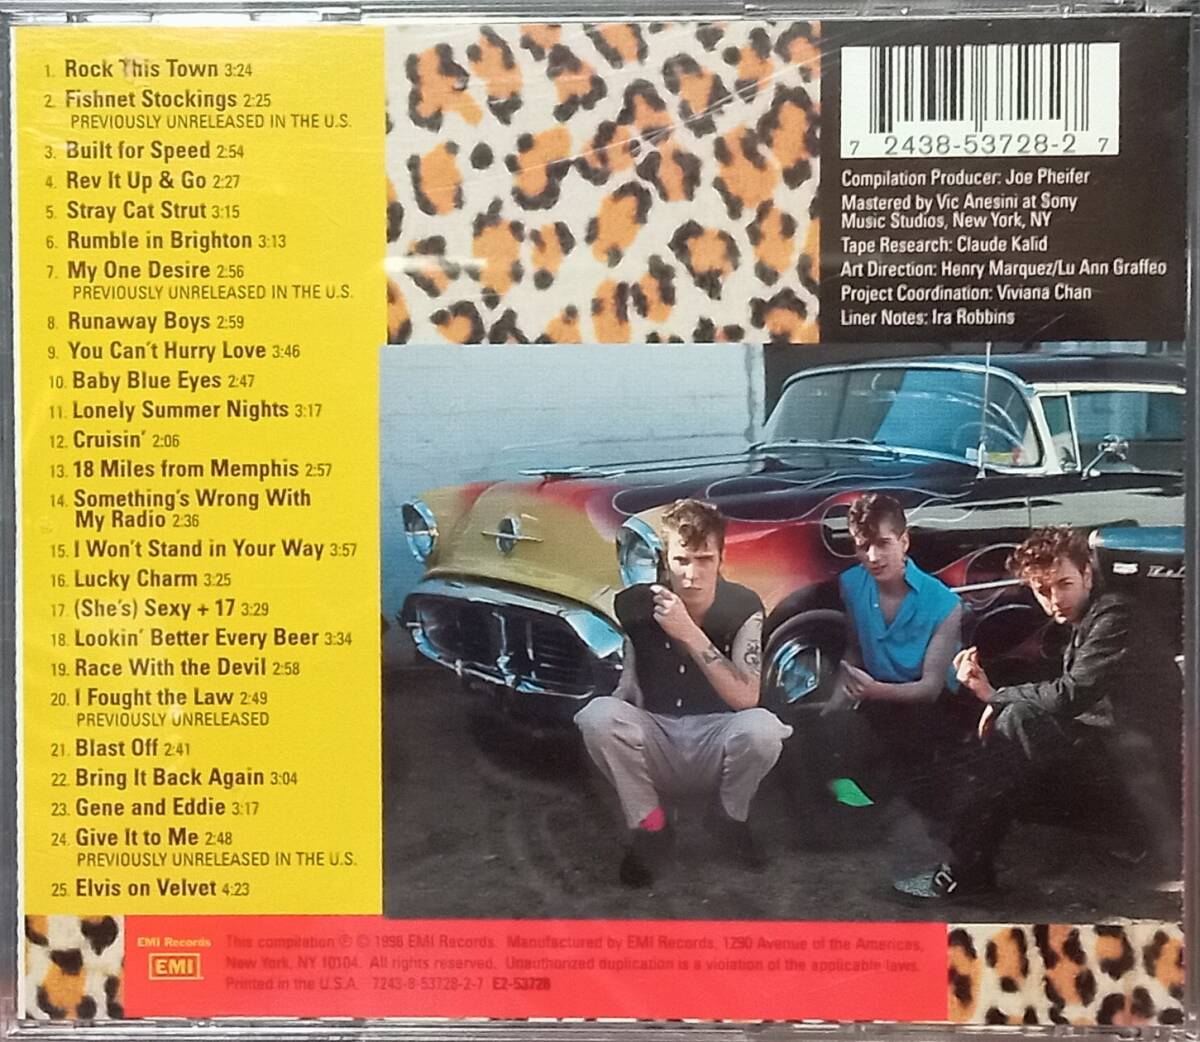 1. Rock This Town 3:24
2. Fishnet Stockings 2:25
PREVIOUSLY UNRELEASED IN THE U.S.
3. Built for Speed 2:54
4. Rev It Up & Go 2:27
5. Stray Cat Strut 3:15
6. Rumble in Brighton 3:13
7. My One Desire 2:56
PREVIOUSLY UNRELEASED IN THE U.S.
8. Runaway Boys 2:59
9. You Can't Hurry Love 3:46
10. Baby Blue Eyes 2:47
11. Lonely Summer Nights 3:17
12. Cruisin' 2:06
13. 18 Miles from Memphis 2:57
14. Something's Wrong With
My Radio 2:36
15. I Won't Stand in Your Way 3:57
16. Lucky Charm 3:25
17. (She's) Sexy + 17 3:29
18. Lookin' Better Every Beer 3:34
19. Race With the Devil 2:58
20. I Fought the Law 2:49
PREVIOUSLY UNRELEASED
21. Blast Off 2:41
22. Bring It Back Again 3:04
23. Gene and Eddie 3:17
24. Give It to Me 2:48
PREVIOUSLY UNRELEASED IN THE U.S.
25. Elvis on Velvet 4:23
7 2438-53728-2 7
Compilation Producer: Joe Pheifer
Mastered by Vic Anesini at Sony
Music Studios, New York, NY
Tape Research: Claude Kalid
Art Direction: Henry Marquez/Lu Ann Graffeo
Project Coordination: Viviana Chan
Liner Notes: Ira Robbins
EMI Records
EMI
This compilation ℗ © 1996 EMI Records. Manufactured by EMI Records, 1290 Avenue of the Americas,
New York, NY 10104. All rights reserved. Unauthorized duplication is a violation of the applicable laws.
Printed in the U.S.A. 7243-8-53728-2-7 E2-53728